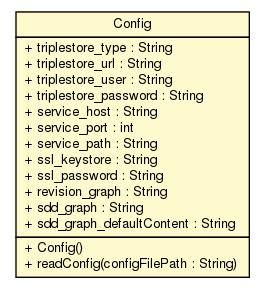 Config
+ triplestore_type : String
+ triplestore_url : String
+ triplestore_user : String
+ triplestore_password : String
+ service_host : String
+ service_port : int
+ service_path : String
+ ssl_keystore : String
+ ssl_password : String
+ revision_graph : String
+ sdd_graph : String
+ sdd_graph_defaultContent : String
+ Config()
+ readConfig(configFilePath : String)